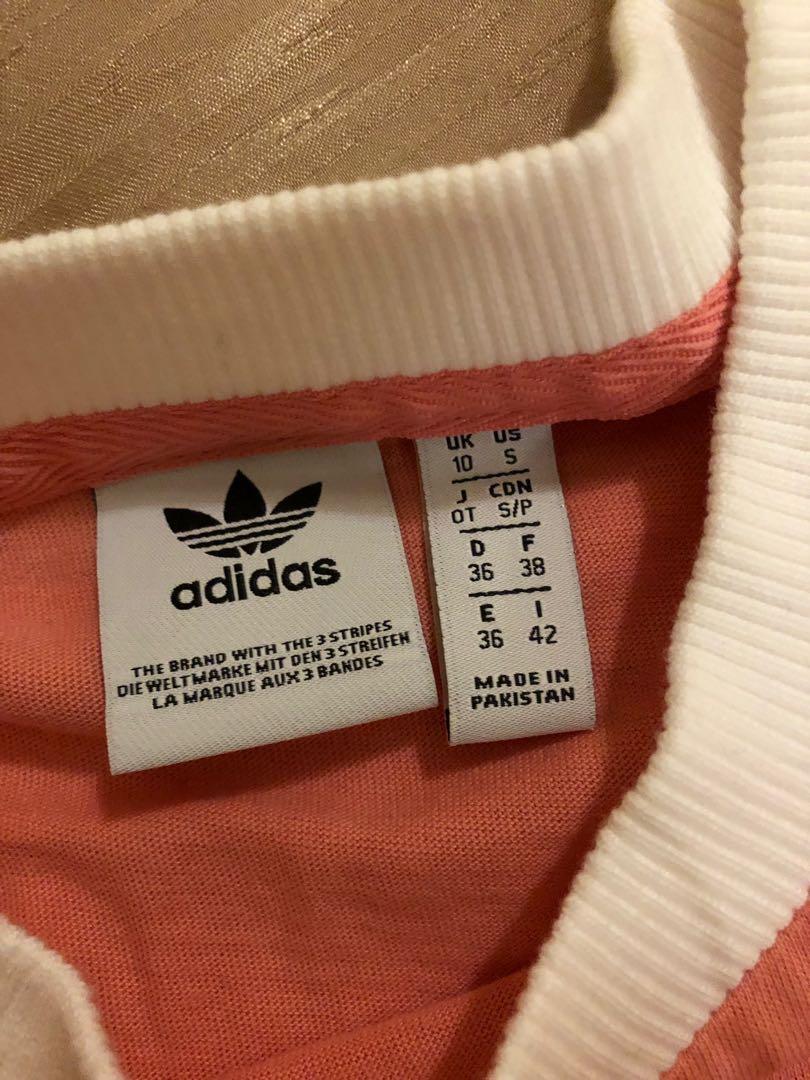 adidas
THE BRAND WITH THE 3 STRIPES
DIE WELTMARKE MIT DEN 3 STREIFEN
LA MARQUE AUX 3 BANDES
UK US
10 S
J CDN
OT S/P
D F
36 38
E I
36 42
MADE IN
PAKISTAN